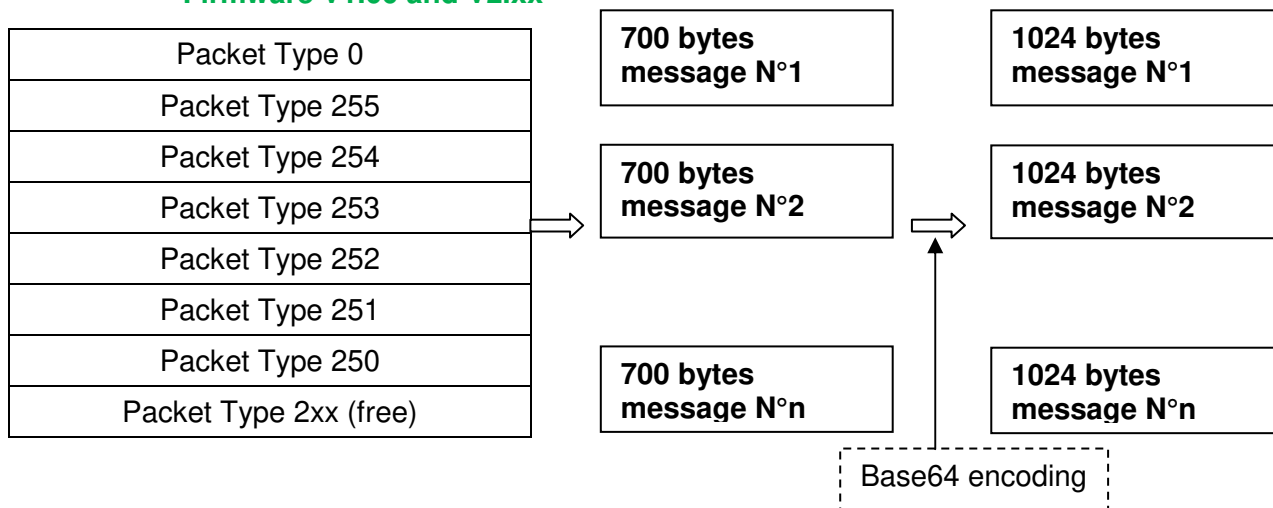 Packet Type 0
Packet Type 255
Packet Type 254
Packet Type 253
Packet Type 252
Packet Type 251
Packet Type 250
Packet Type 2xx (free)
700 bytes
message N°1
700 bytes
message N°2
700 bytes
message N°n
1024 bytes
message N°1
1024 bytes
message N°2
1024 bytes
message N°n
Base64 encoding